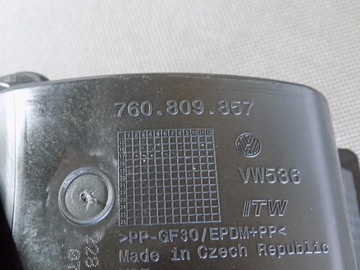 760.809.857
VW536
ITW
>PP-GF30/EPDM+PP<
Made in Czech Republic